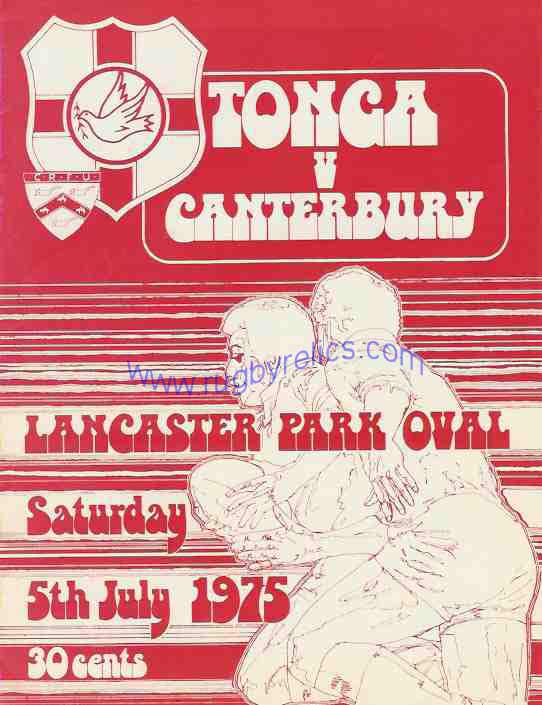 TONGA
V
CANTERBURY
C.R.F.U.
www.rugbyrelics.com
LANCASTER PARK OVAL
Saturday
5th July 1975
30 cents